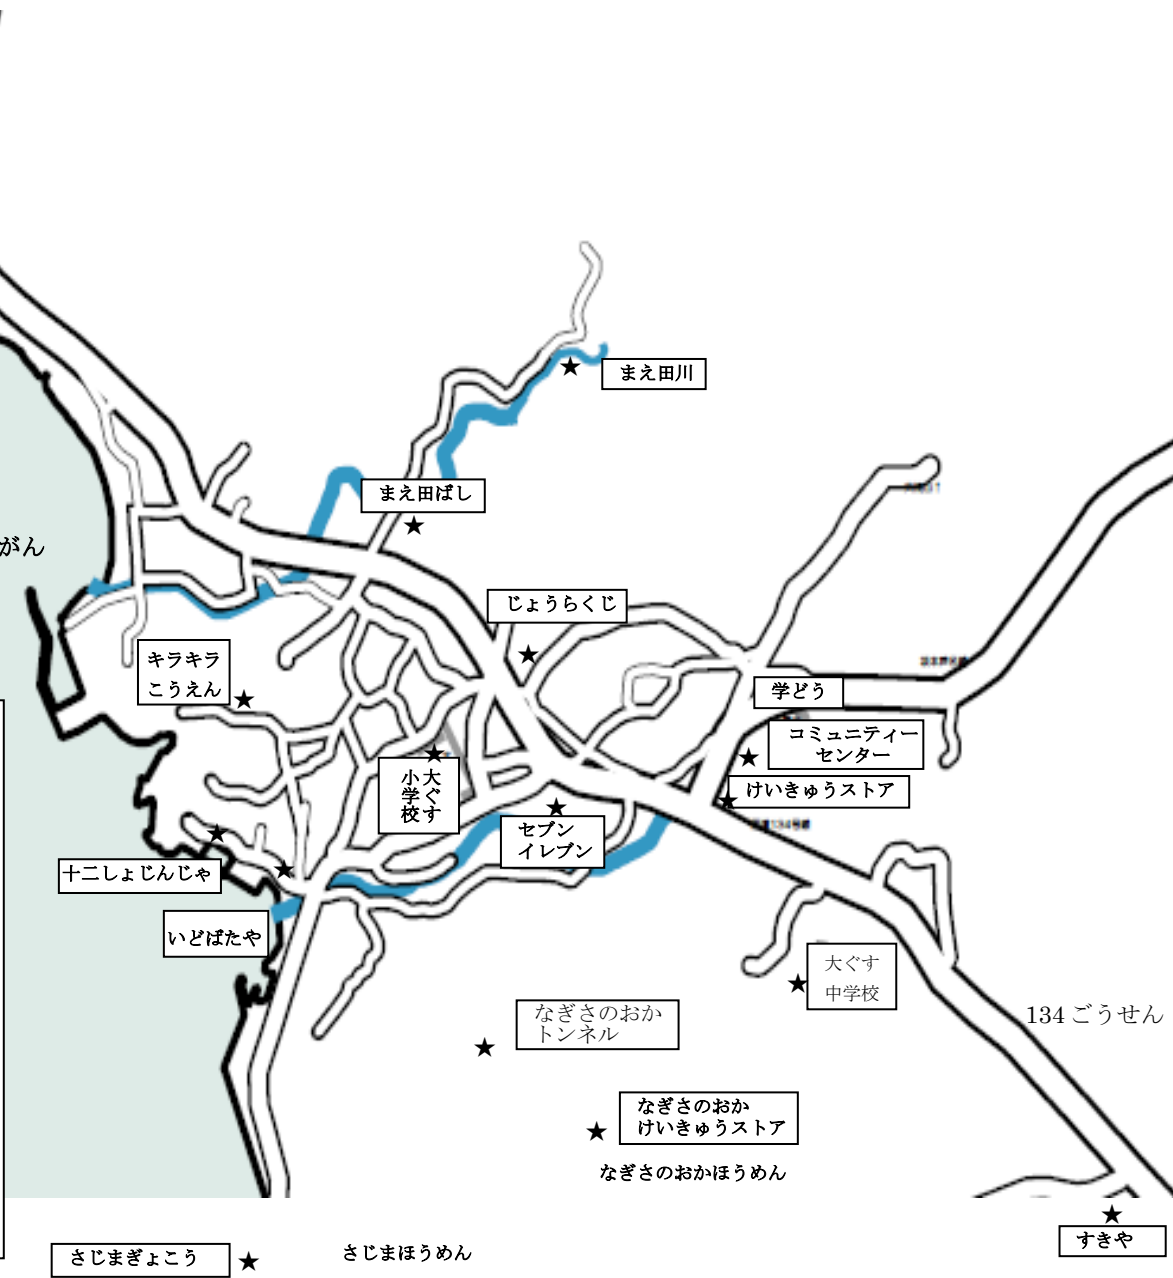 まえ田川
まえ田ばし
がん
じょうらくじ
キラキラ
こうえん
学どう
コミュニティー
センター
けいきゅうストア
大ぐす
小学校
セブン
イレブン
十二しょじんじゃ
いどばたや
大ぐす
中学校
134ごうせん
なぎさのおか
トンネル
なぎさのおか
けいきゅうストア
なぎさのおかほうめん
すきや
さじまぎょこう
さじまほうめん